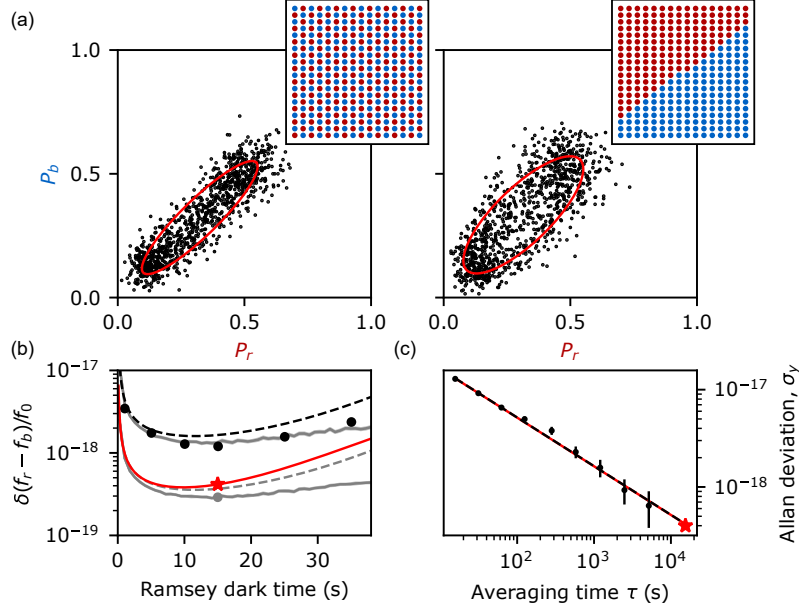 (a)
1.0
0.5
0.0
P_b
0.0 0.5 1.0
P_r
0.0 0.5 1.0
P_r
(b)
10^{-17}
10^{-18}
10^{-19}
δ(f_r − f_b)/f_0
0 10 20 30
Ramsey dark time (s)
(c)
10^{-17}
10^{-18}
Allan deviation, σ_y
10^2 10^3 10^4
Averaging time τ (s)